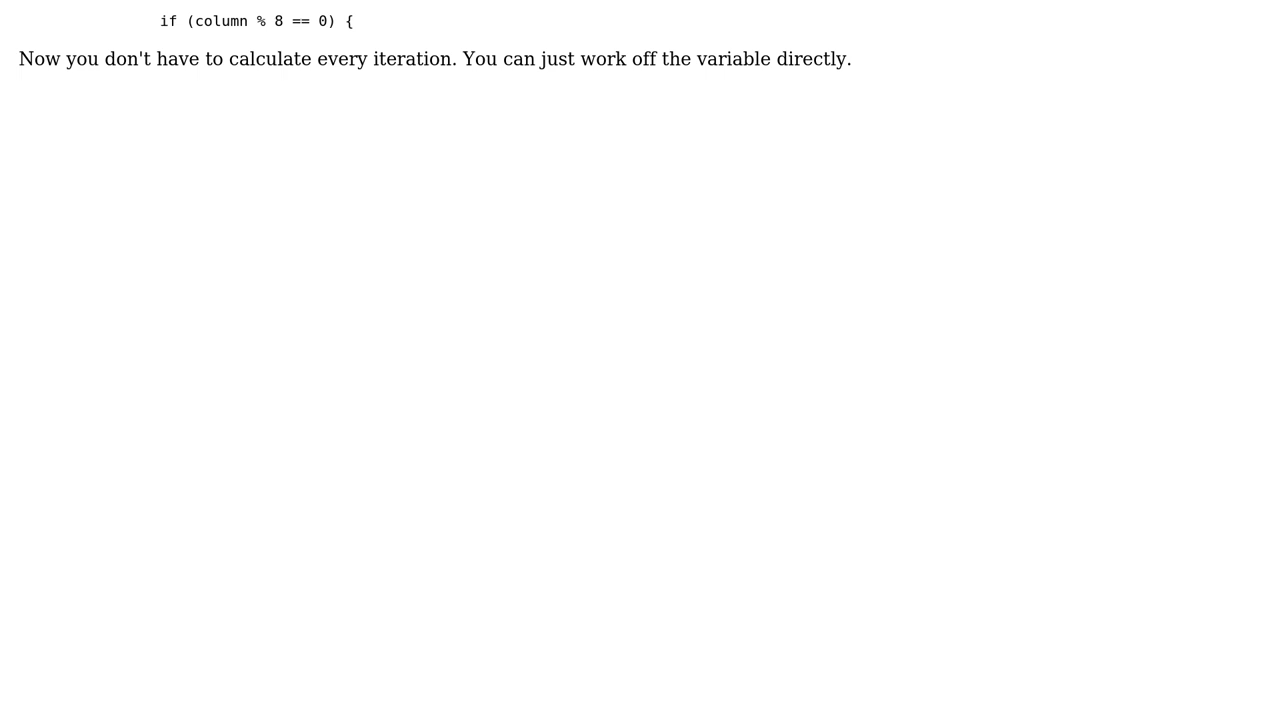 if (column % 8 == 0) {
Now you don't have to calculate every iteration. You can just work off the variable directly.